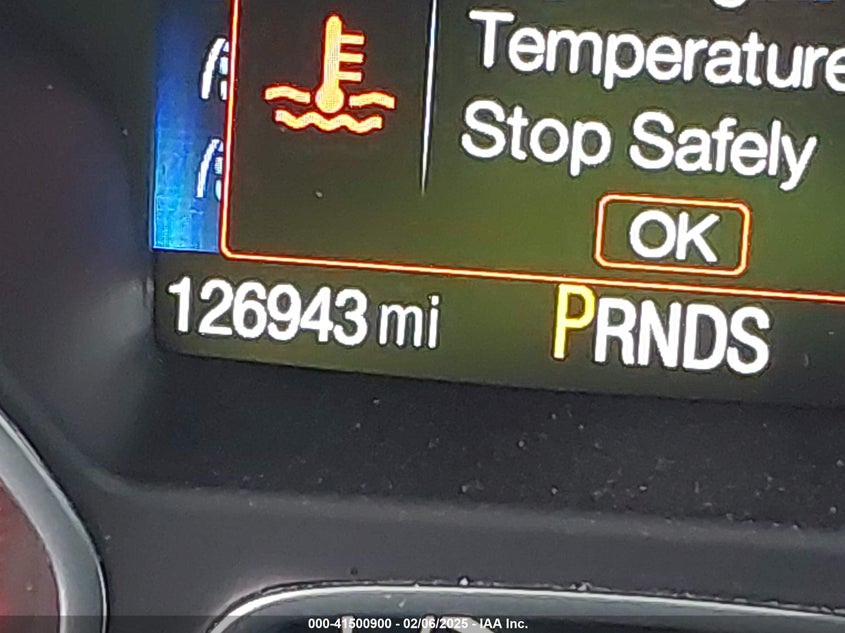 Temperature
Stop Safely
OK
126943 mi
PRNDS
000-41500900 - 02/06/2025 - IAA Inc.